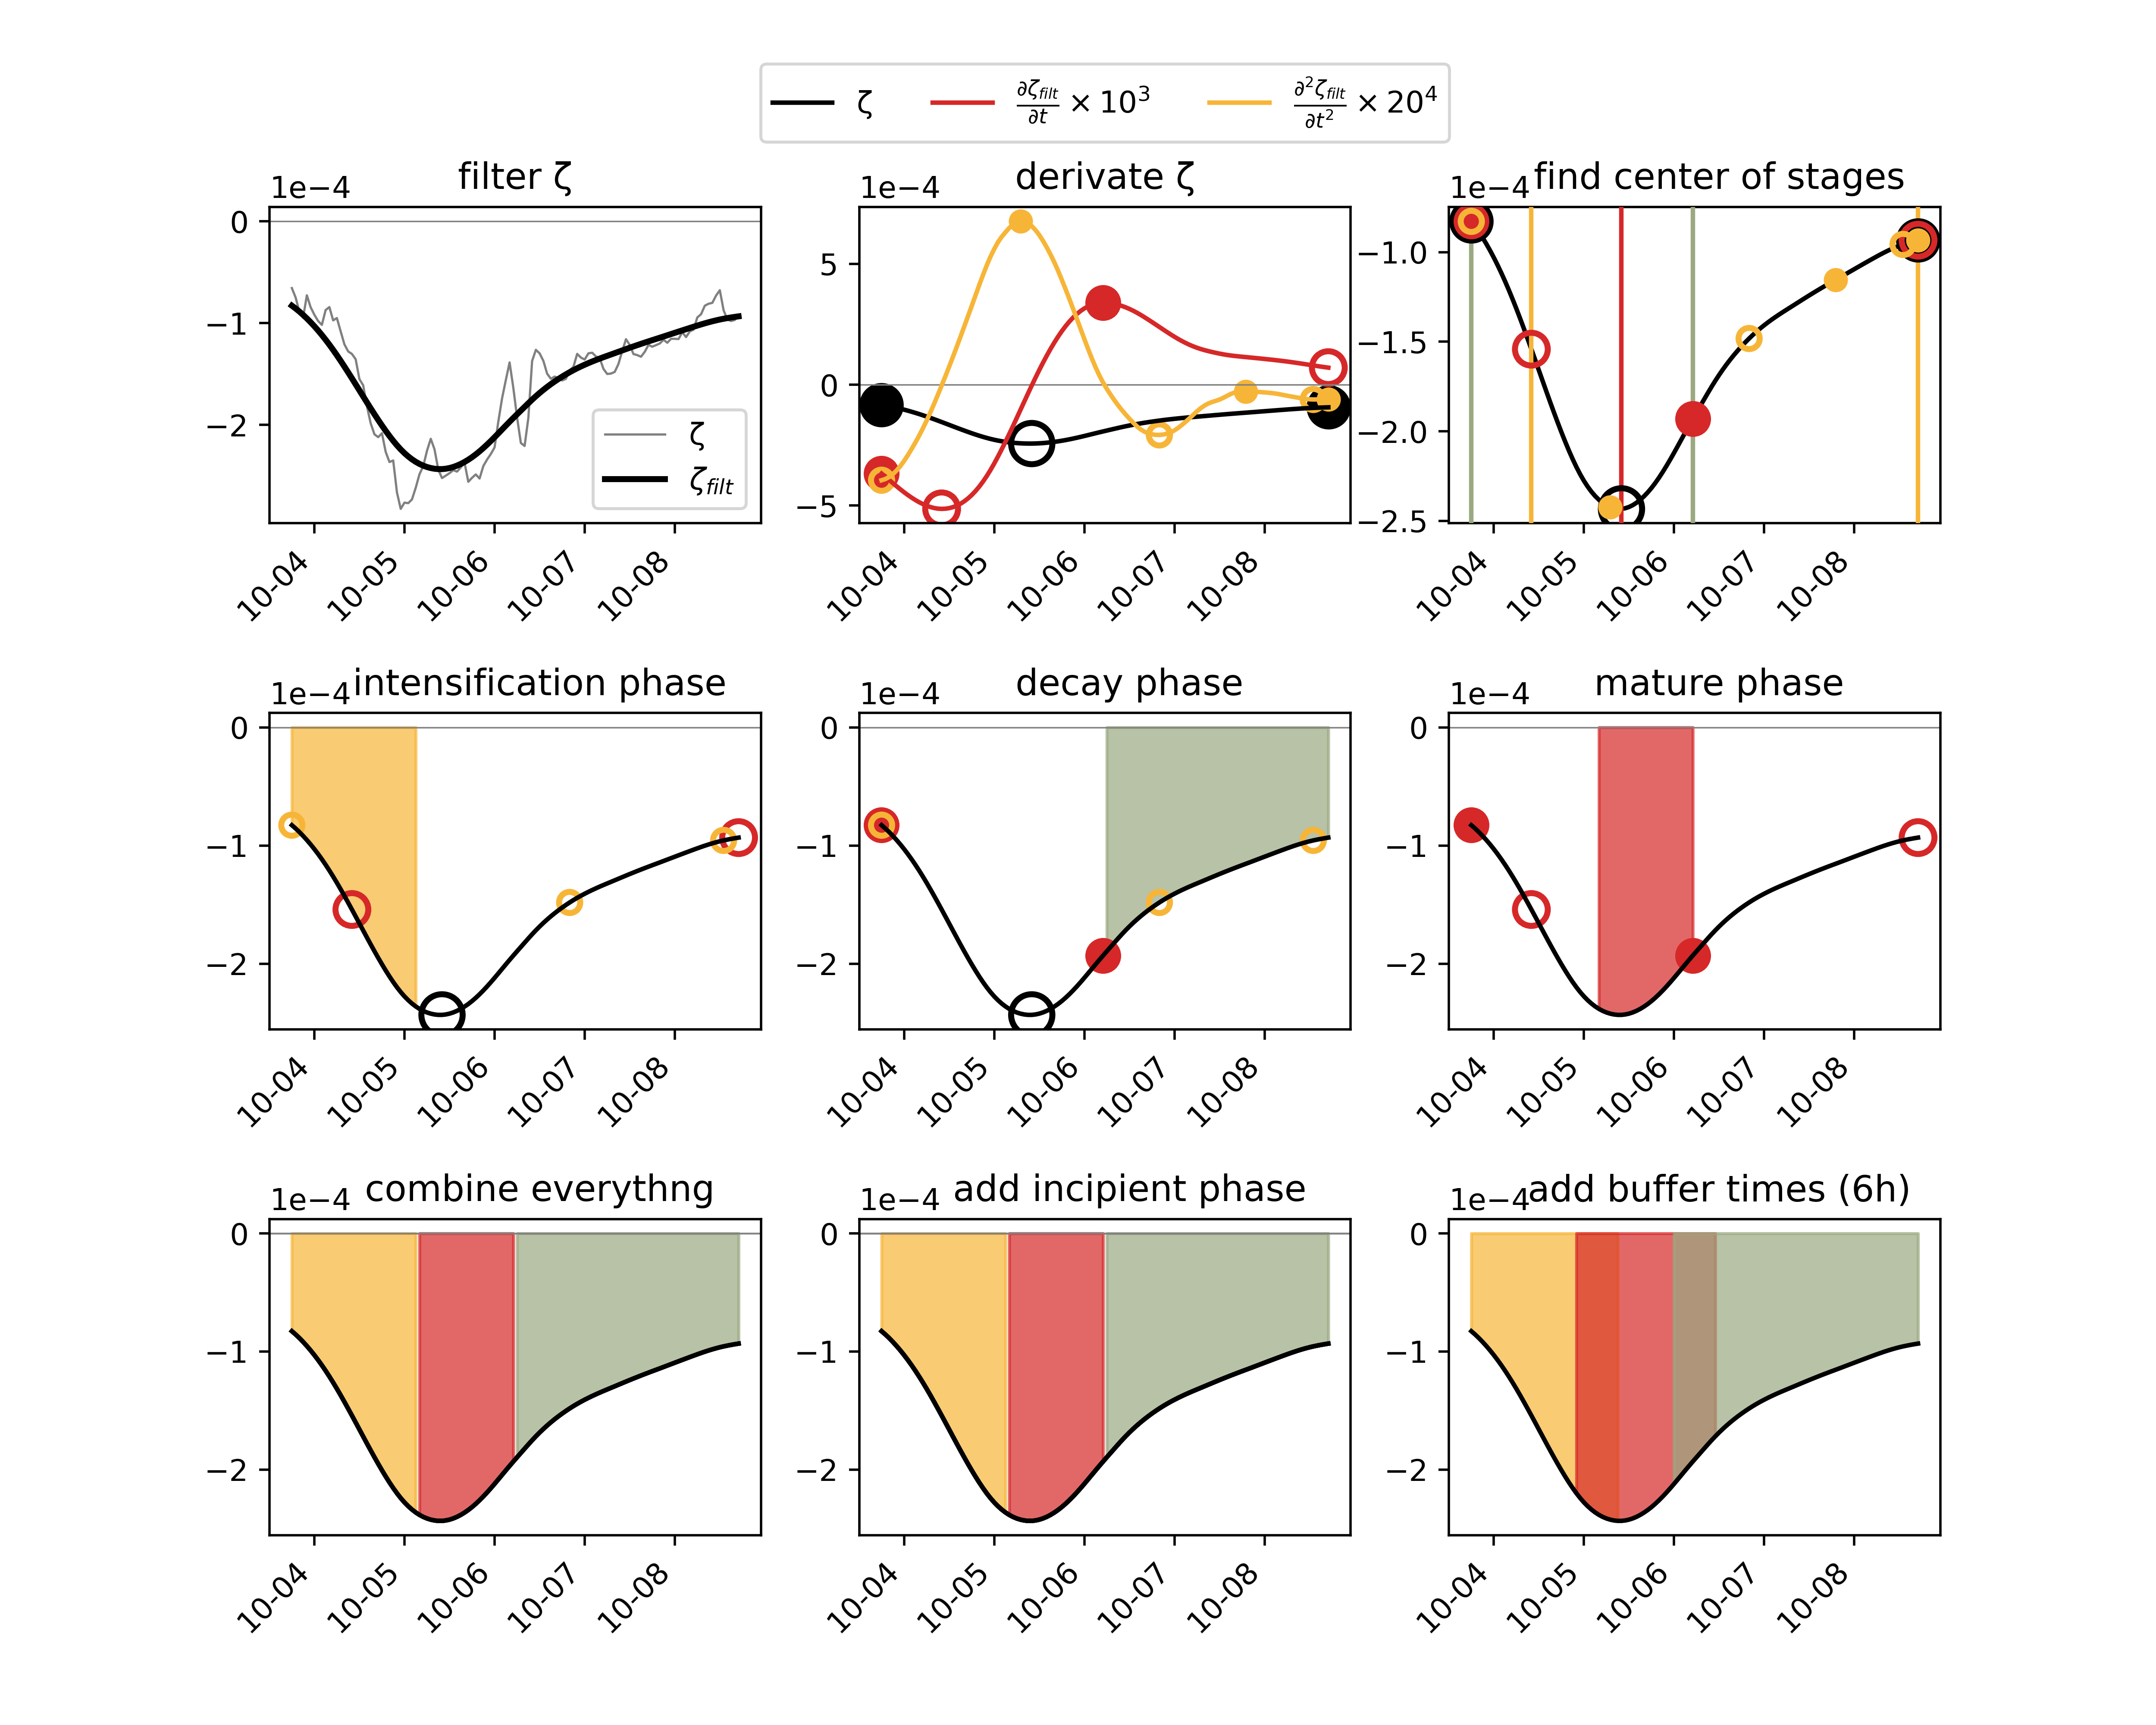 ζ ∂ζ_filt/∂t × 10³ ∂²ζ_filt/∂t² × 20⁴
filter ζ
1e−4
0
−1
−2
ζ
ζ_filt
10-04 10-05 10-06 10-07 10-08
derivate ζ
1e−4
5
0
−5
10-04 10-05 10-06 10-07 10-08
find center of stages
1e−4
−1.0
−1.5
−2.0
−2.5
10-04 10-05 10-06 10-07 10-08
intensification phase
1e−4
0
−1
−2
10-04 10-05 10-06 10-07 10-08
decay phase
1e−4
0
−1
−2
10-04 10-05 10-06 10-07 10-08
mature phase
1e−4
0
−1
−2
10-04 10-05 10-06 10-07 10-08
combine everythng
1e−4
0
−1
−2
10-04 10-05 10-06 10-07 10-08
add incipient phase
1e−4
0
−1
−2
10-04 10-05 10-06 10-07 10-08
add buffer times (6h)
1e−4
0
−1
−2
10-04 10-05 10-06 10-07 10-08